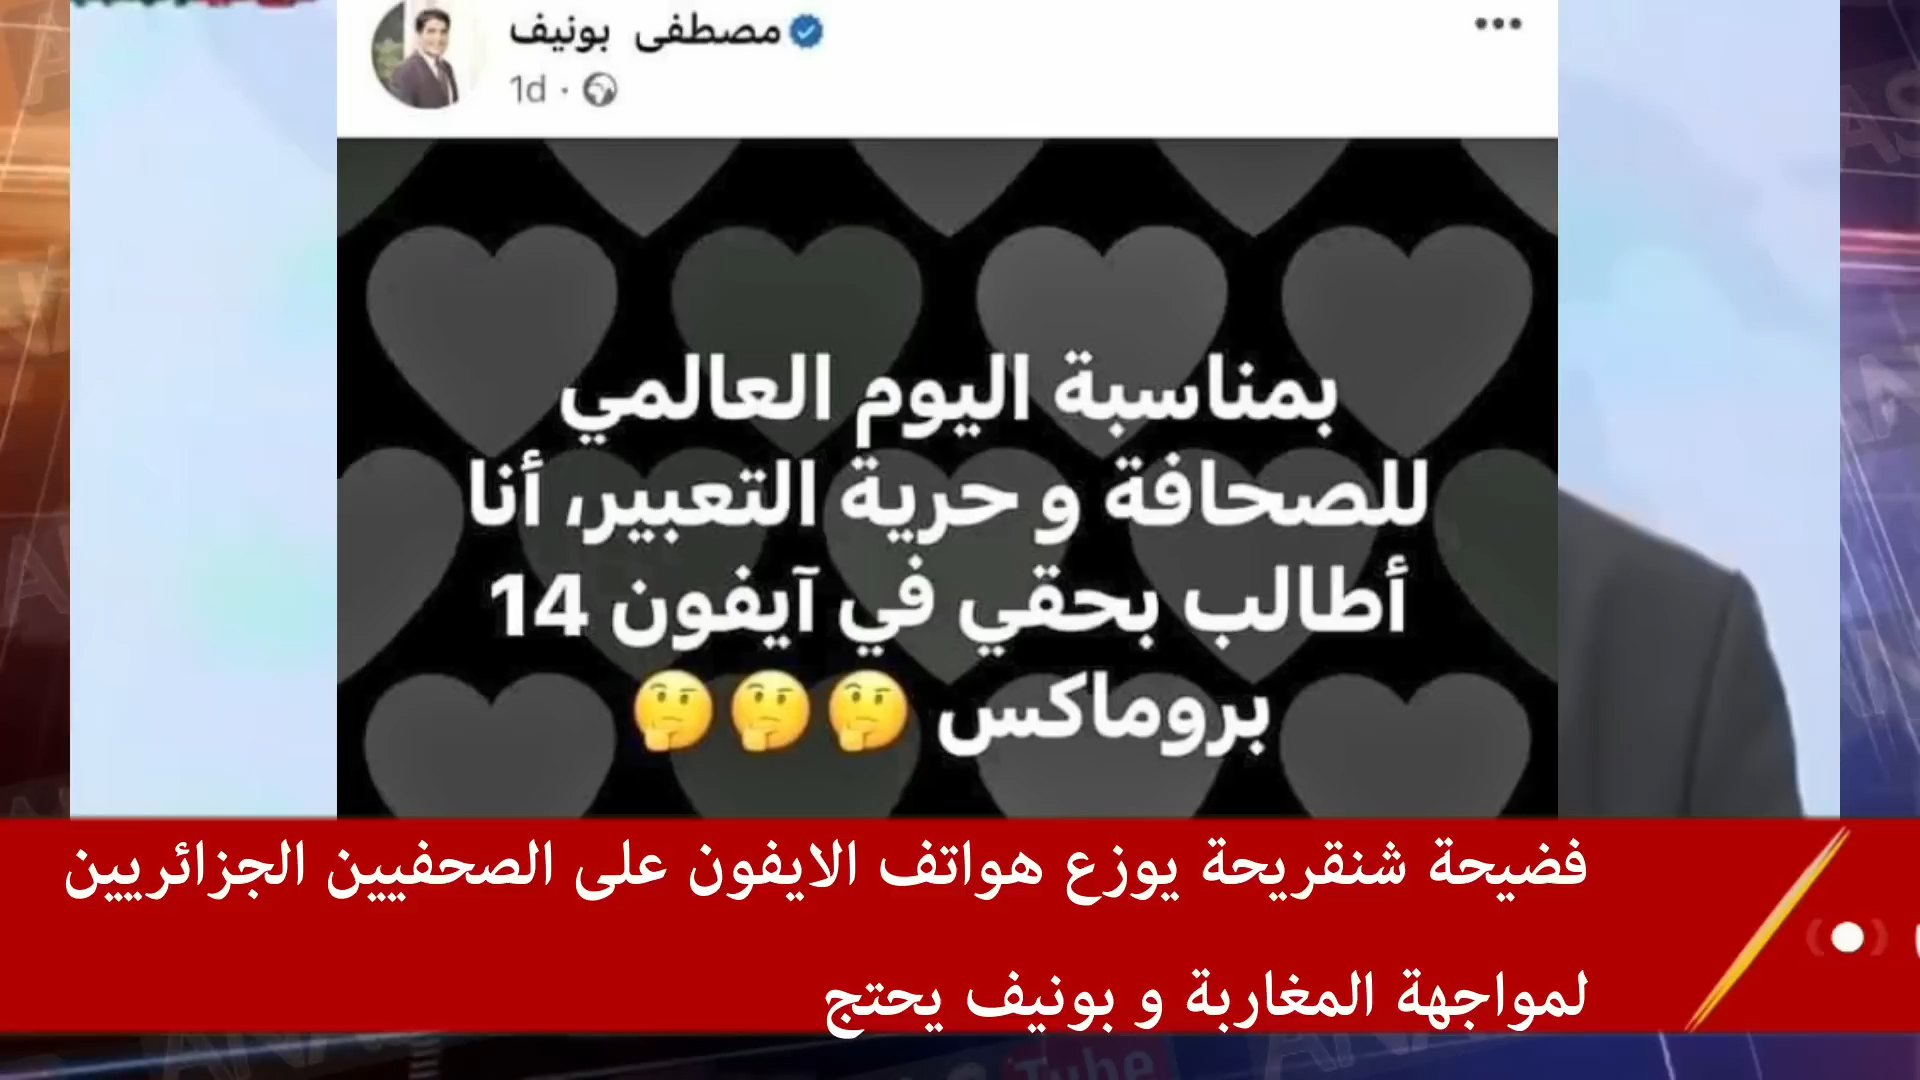 مصطفى بونيف
1d ·
بمناسبة اليوم العالمي
للصحافة و حرية التعبير، أنا
أطالب بحقي في آيفون 14
بروماكس 🤔🤔🤔
فضيحة شنقريحة يوزع هواتف الايفون على الصحفيين الجزائريين
لمواجهة المغاربة و بونيف يحتج
Tube